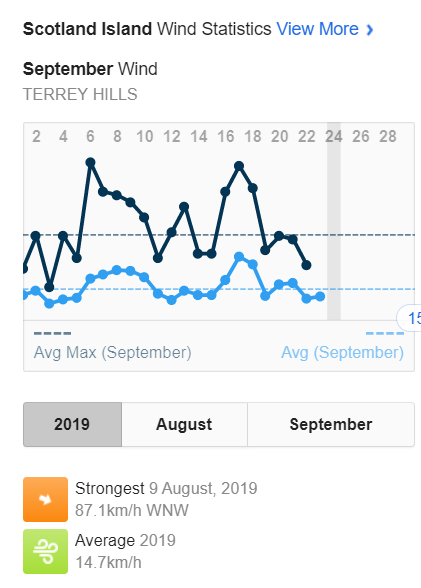 Scotland Island Wind Statistics View More ›
September Wind
TERREY HILLS
2 4 6 8 10 12 14 16 18 20 22 24 26 28
15
Avg Max (September) Avg (September)
2019 August September
Strongest 9 August, 2019
87.1km/h WNW
Average 2019
14.7km/h